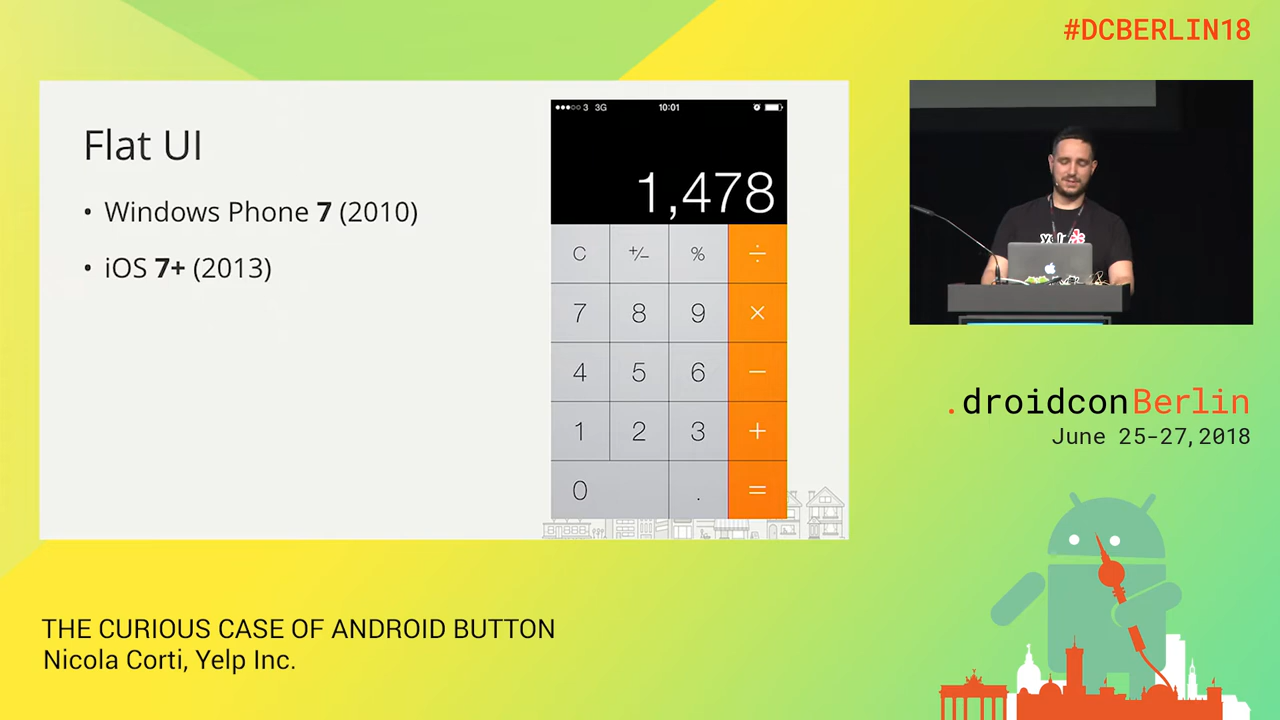 #DCBERLIN18
Flat UI
• Windows Phone 7 (2010)
• iOS 7+ (2013)
3 3G 10:01
1,478
C +/− % ÷
7 8 9 ×
4 5 6 −
1 2 3 +
0 . =
.droidconBerlin
June 25-27,2018
THE CURIOUS CASE OF ANDROID BUTTON
Nicola Corti, Yelp Inc.